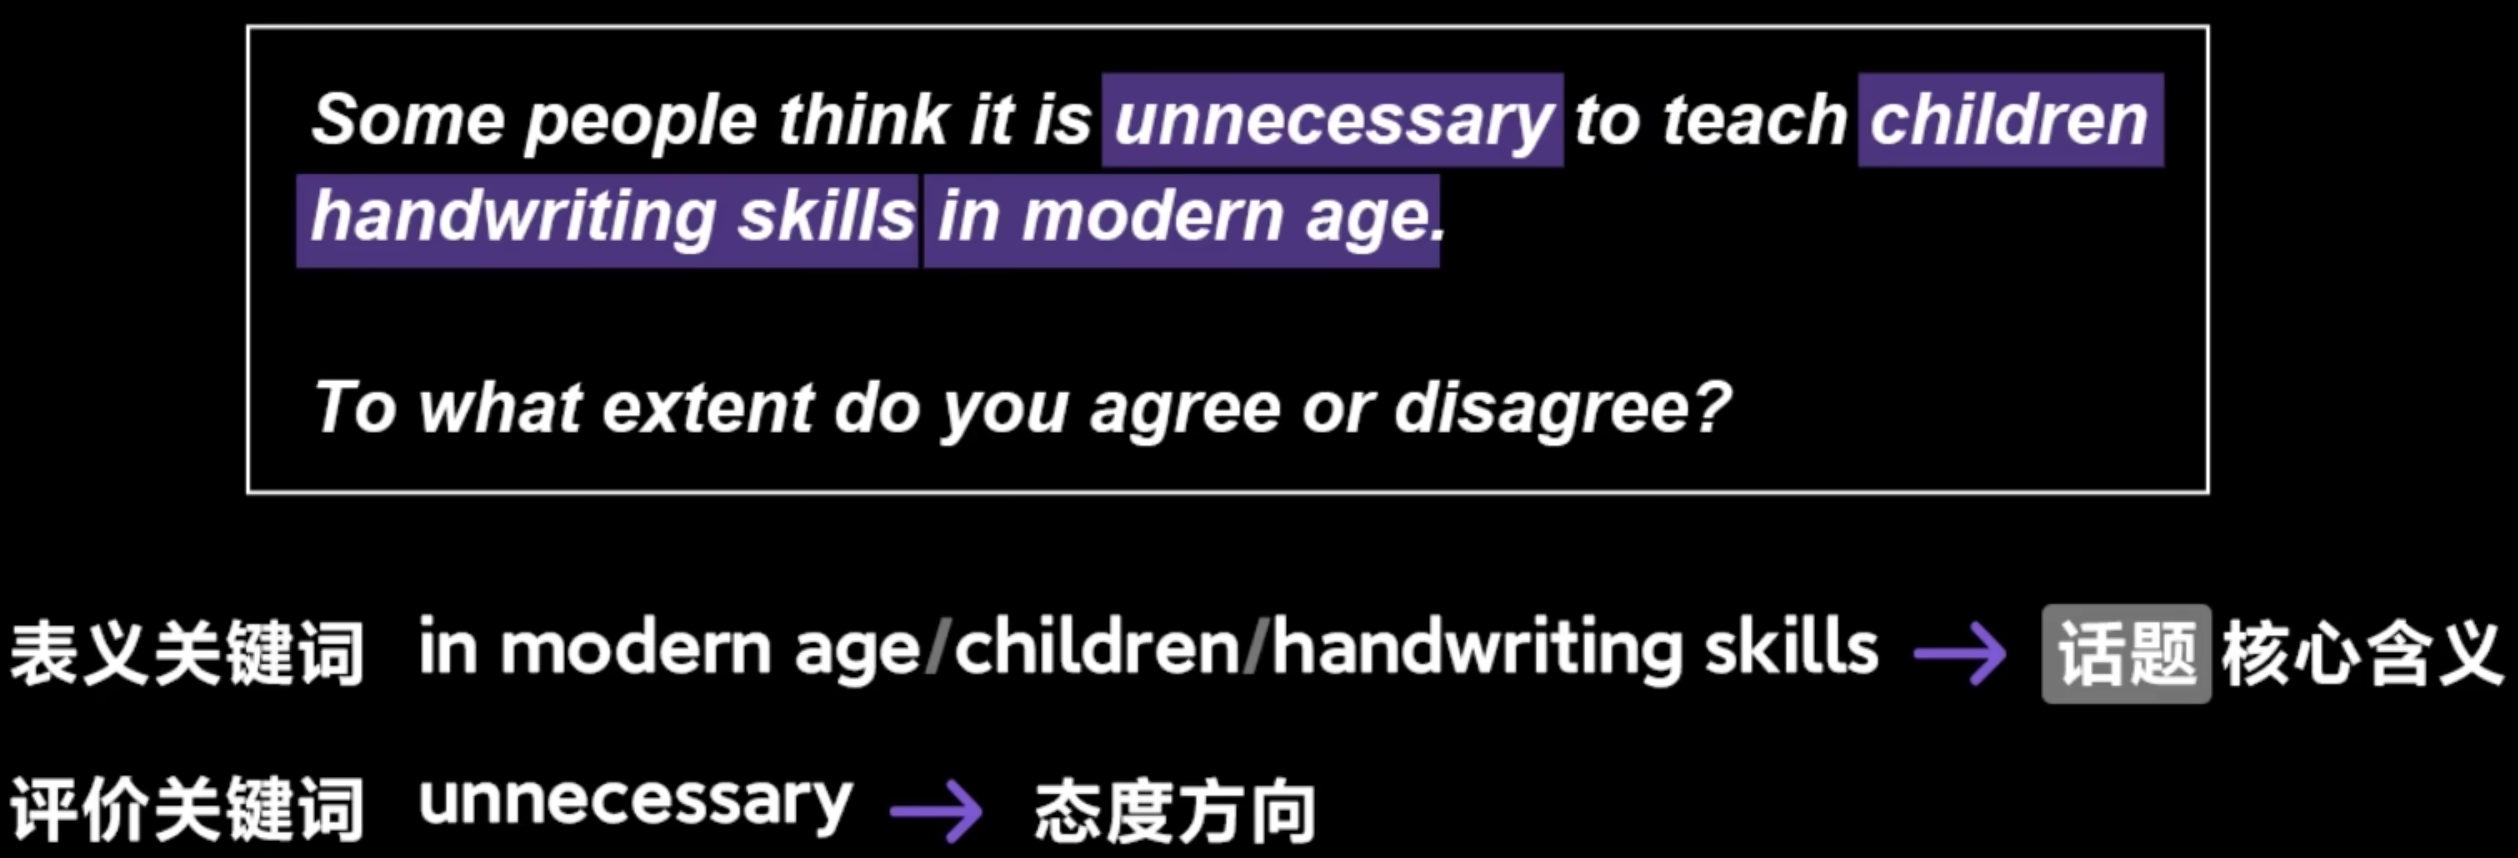 Some people think it is unnecessary to teach children
handwriting skills in modern age.
To what extent do you agree or disagree?
表义关键词 in modern age/children/handwriting skills → 话题 核心含义
评价关键词 unnecessary → 态度方向